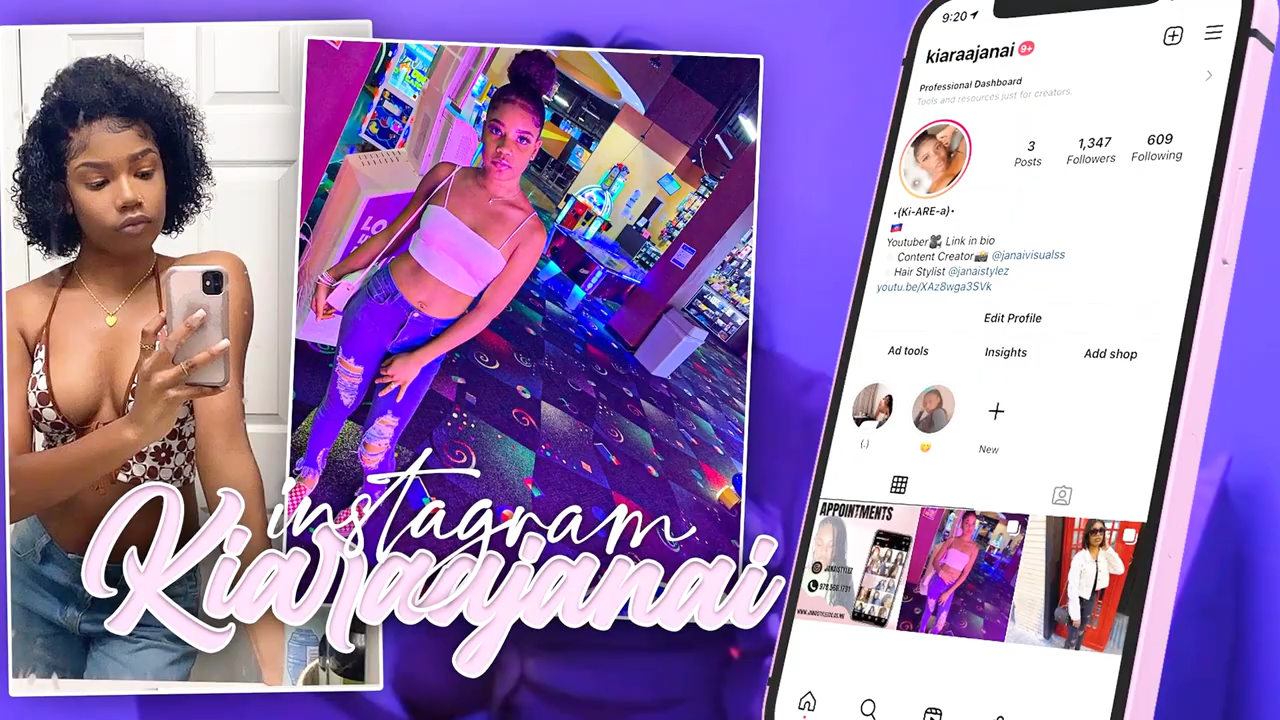 9:20
kiaraajanai 9+
Professional Dashboard
Tools and resources just for creators.
3
Posts
1,347
Followers
609
Following
·(Ki-ARE-a)·
Youtuber Link in bio
Content Creator @janaivisualss
Hair Stylist @janaistylez
youtu.be/XAz8wga3SVk
Edit Profile
Ad tools
Insights
Add shop
(.)
New
APPOINTMENTS
JANAISTYLEZ
instagram
Kiaraajanai